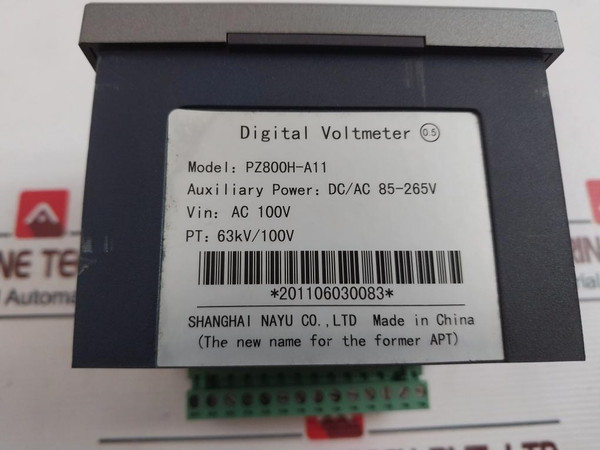 Digital Voltmeter 0.5
Model: PZ800H-A11
Auxiliary Power: DC/AC 85-265V
Vin: AC 100V
PT: 63kV/100V
*201106030083*
SHANGHAI NAYU CO.,LTD Made in China
(The new name for the former APT)